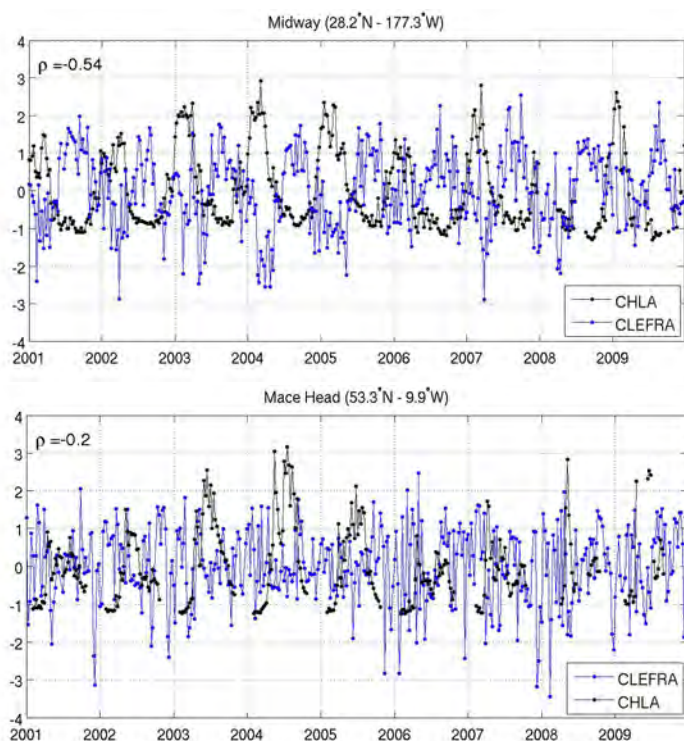 Midway (28.2°N - 177.3°W)
ρ =-0.54
4
3
2
1
0
-1
-2
-3
-4
CHLA
CLEFRA
2001 2002 2003 2004 2005 2006 2007 2008 2009
Mace Head (53.3°N - 9.9°W)
ρ =-0.2
4
3
2
1
0
-1
-2
-3
-4
CLEFRA
CHLA
2001 2002 2003 2004 2005 2006 2007 2008 2009